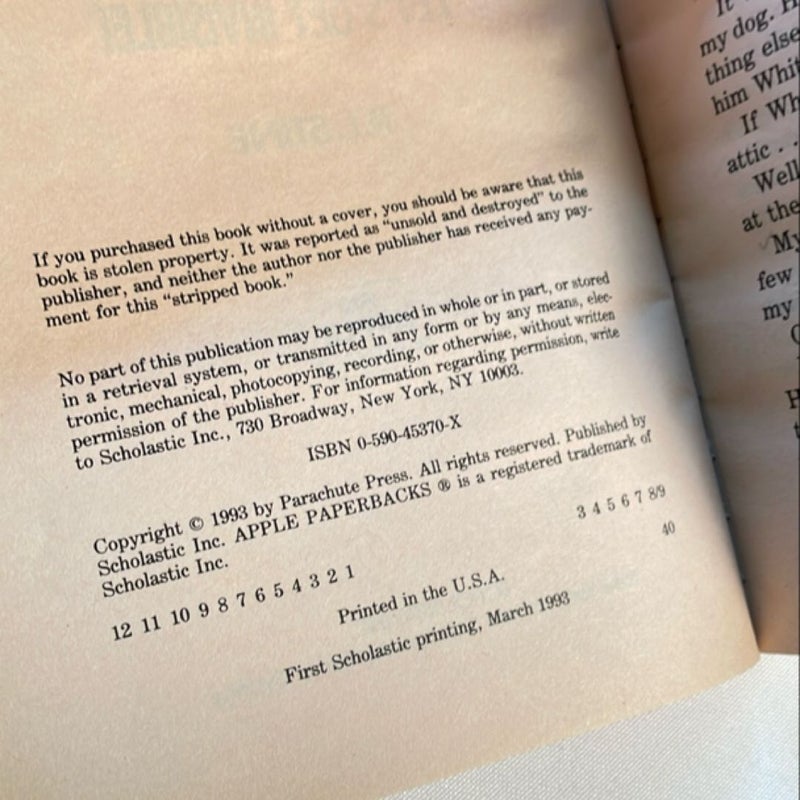 If you purchased this book without a cover, you should be aware that this
book is stolen property. It was reported as “unsold and destroyed” to the
publisher, and neither the author nor the publisher has received any pay-
ment for this “stripped book.”
No part of this publication may be reproduced in whole or in part, or stored
in a retrieval system, or transmitted in any form or by any means, elec-
tronic, mechanical, photocopying, recording, or otherwise, without written
permission of the publisher. For information regarding permission, write
to Scholastic Inc., 730 Broadway, New York, NY 10003.
ISBN 0-590-45370-X
Copyright © 1993 by Parachute Press. All rights reserved. Published by
Scholastic Inc. APPLE PAPERBACKS ® is a registered trademark of
Scholastic Inc.
12 11 10 9 8 7 6 5 4 3 2 1
3 4 5 6 7 8/9
Printed in the U.S.A.
40
First Scholastic printing, March 1993
It
my dog. H
thing else
him Whit
If Wh
attic . .
Well
at the
My
few
my